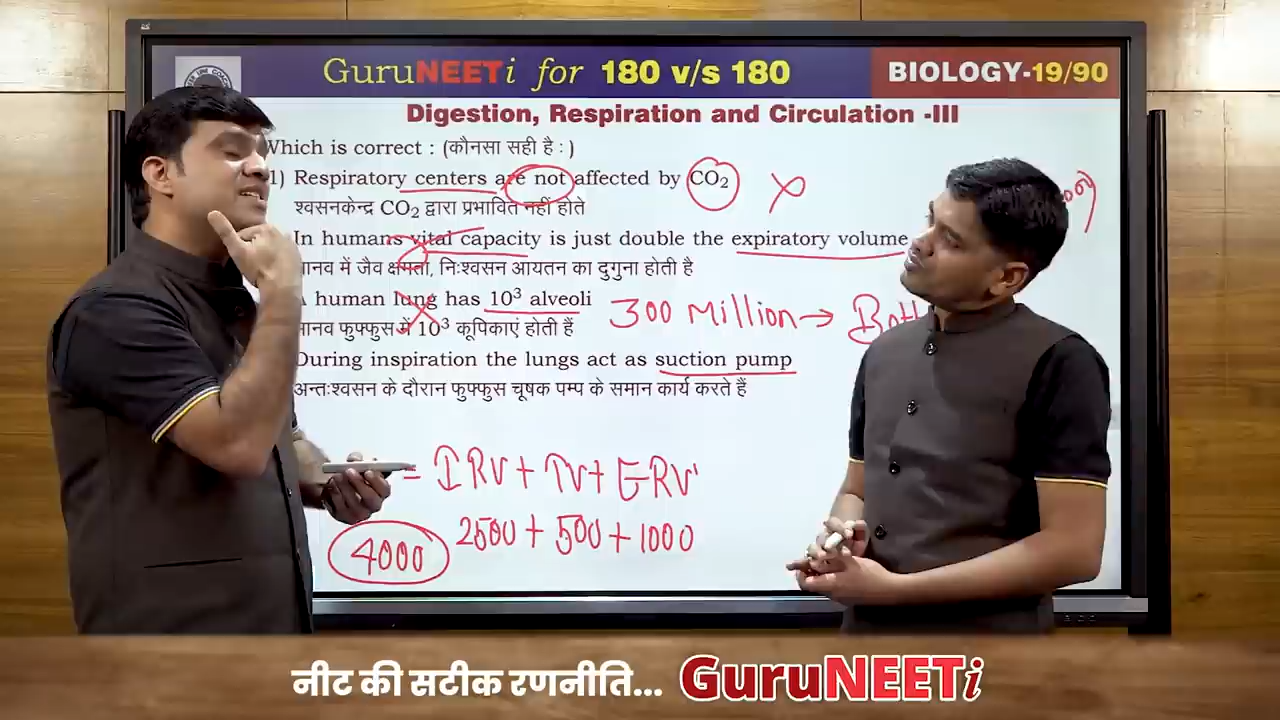 GuruNEETi for 180 v/s 180
BIOLOGY-19/90
Digestion, Respiration and Circulation -III
Which is correct : (कौनसा सही है : )
1) Respiratory centers are not affected by CO2
श्वसनकेन्द्र CO2 द्वारा प्रभावित नहीं होते
In humans vital capacity is just double the expiratory volume
मानव में जैव क्षमता, निःश्वसन आयतन का दुगुना होती है
A human lung has 10³ alveoli
300 Million → Both
मानव फुफ्फुस में 10³ कूपिकाएं होती हैं
During inspiration the lungs act as suction pump
अन्तःश्वसन के दौरान फुफ्फुस चूषक पम्प के समान कार्य करते हैं
= IRV + TV + ERV
4000 2500 + 500 + 1000
नीट की सटीक रणनीति... GuruNEETi